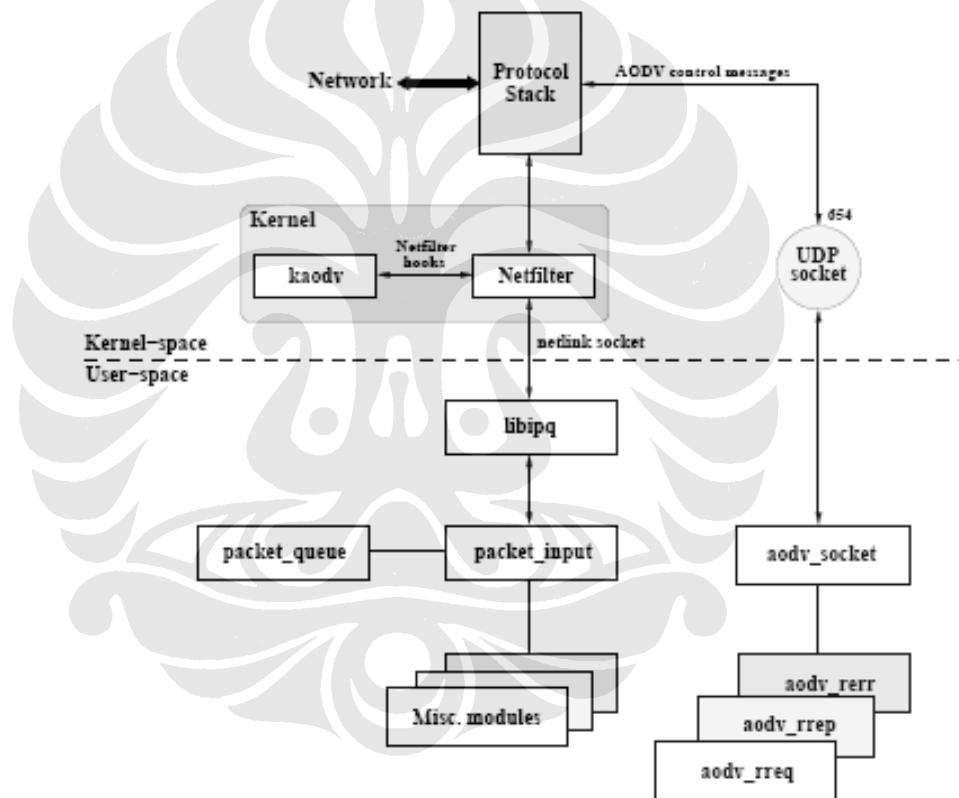 Protocol
Stack
Network
AODV control messages
654
Kernel
Netfilter
hooks
kaodv
Netfilter
UDP
socket
netlink socket
Kernel-space
User-space
libipq
packet_queue
packet_input
aodv_socket
aodv_rerr
Misc. modules
aodv_rrep
aodv_rreq